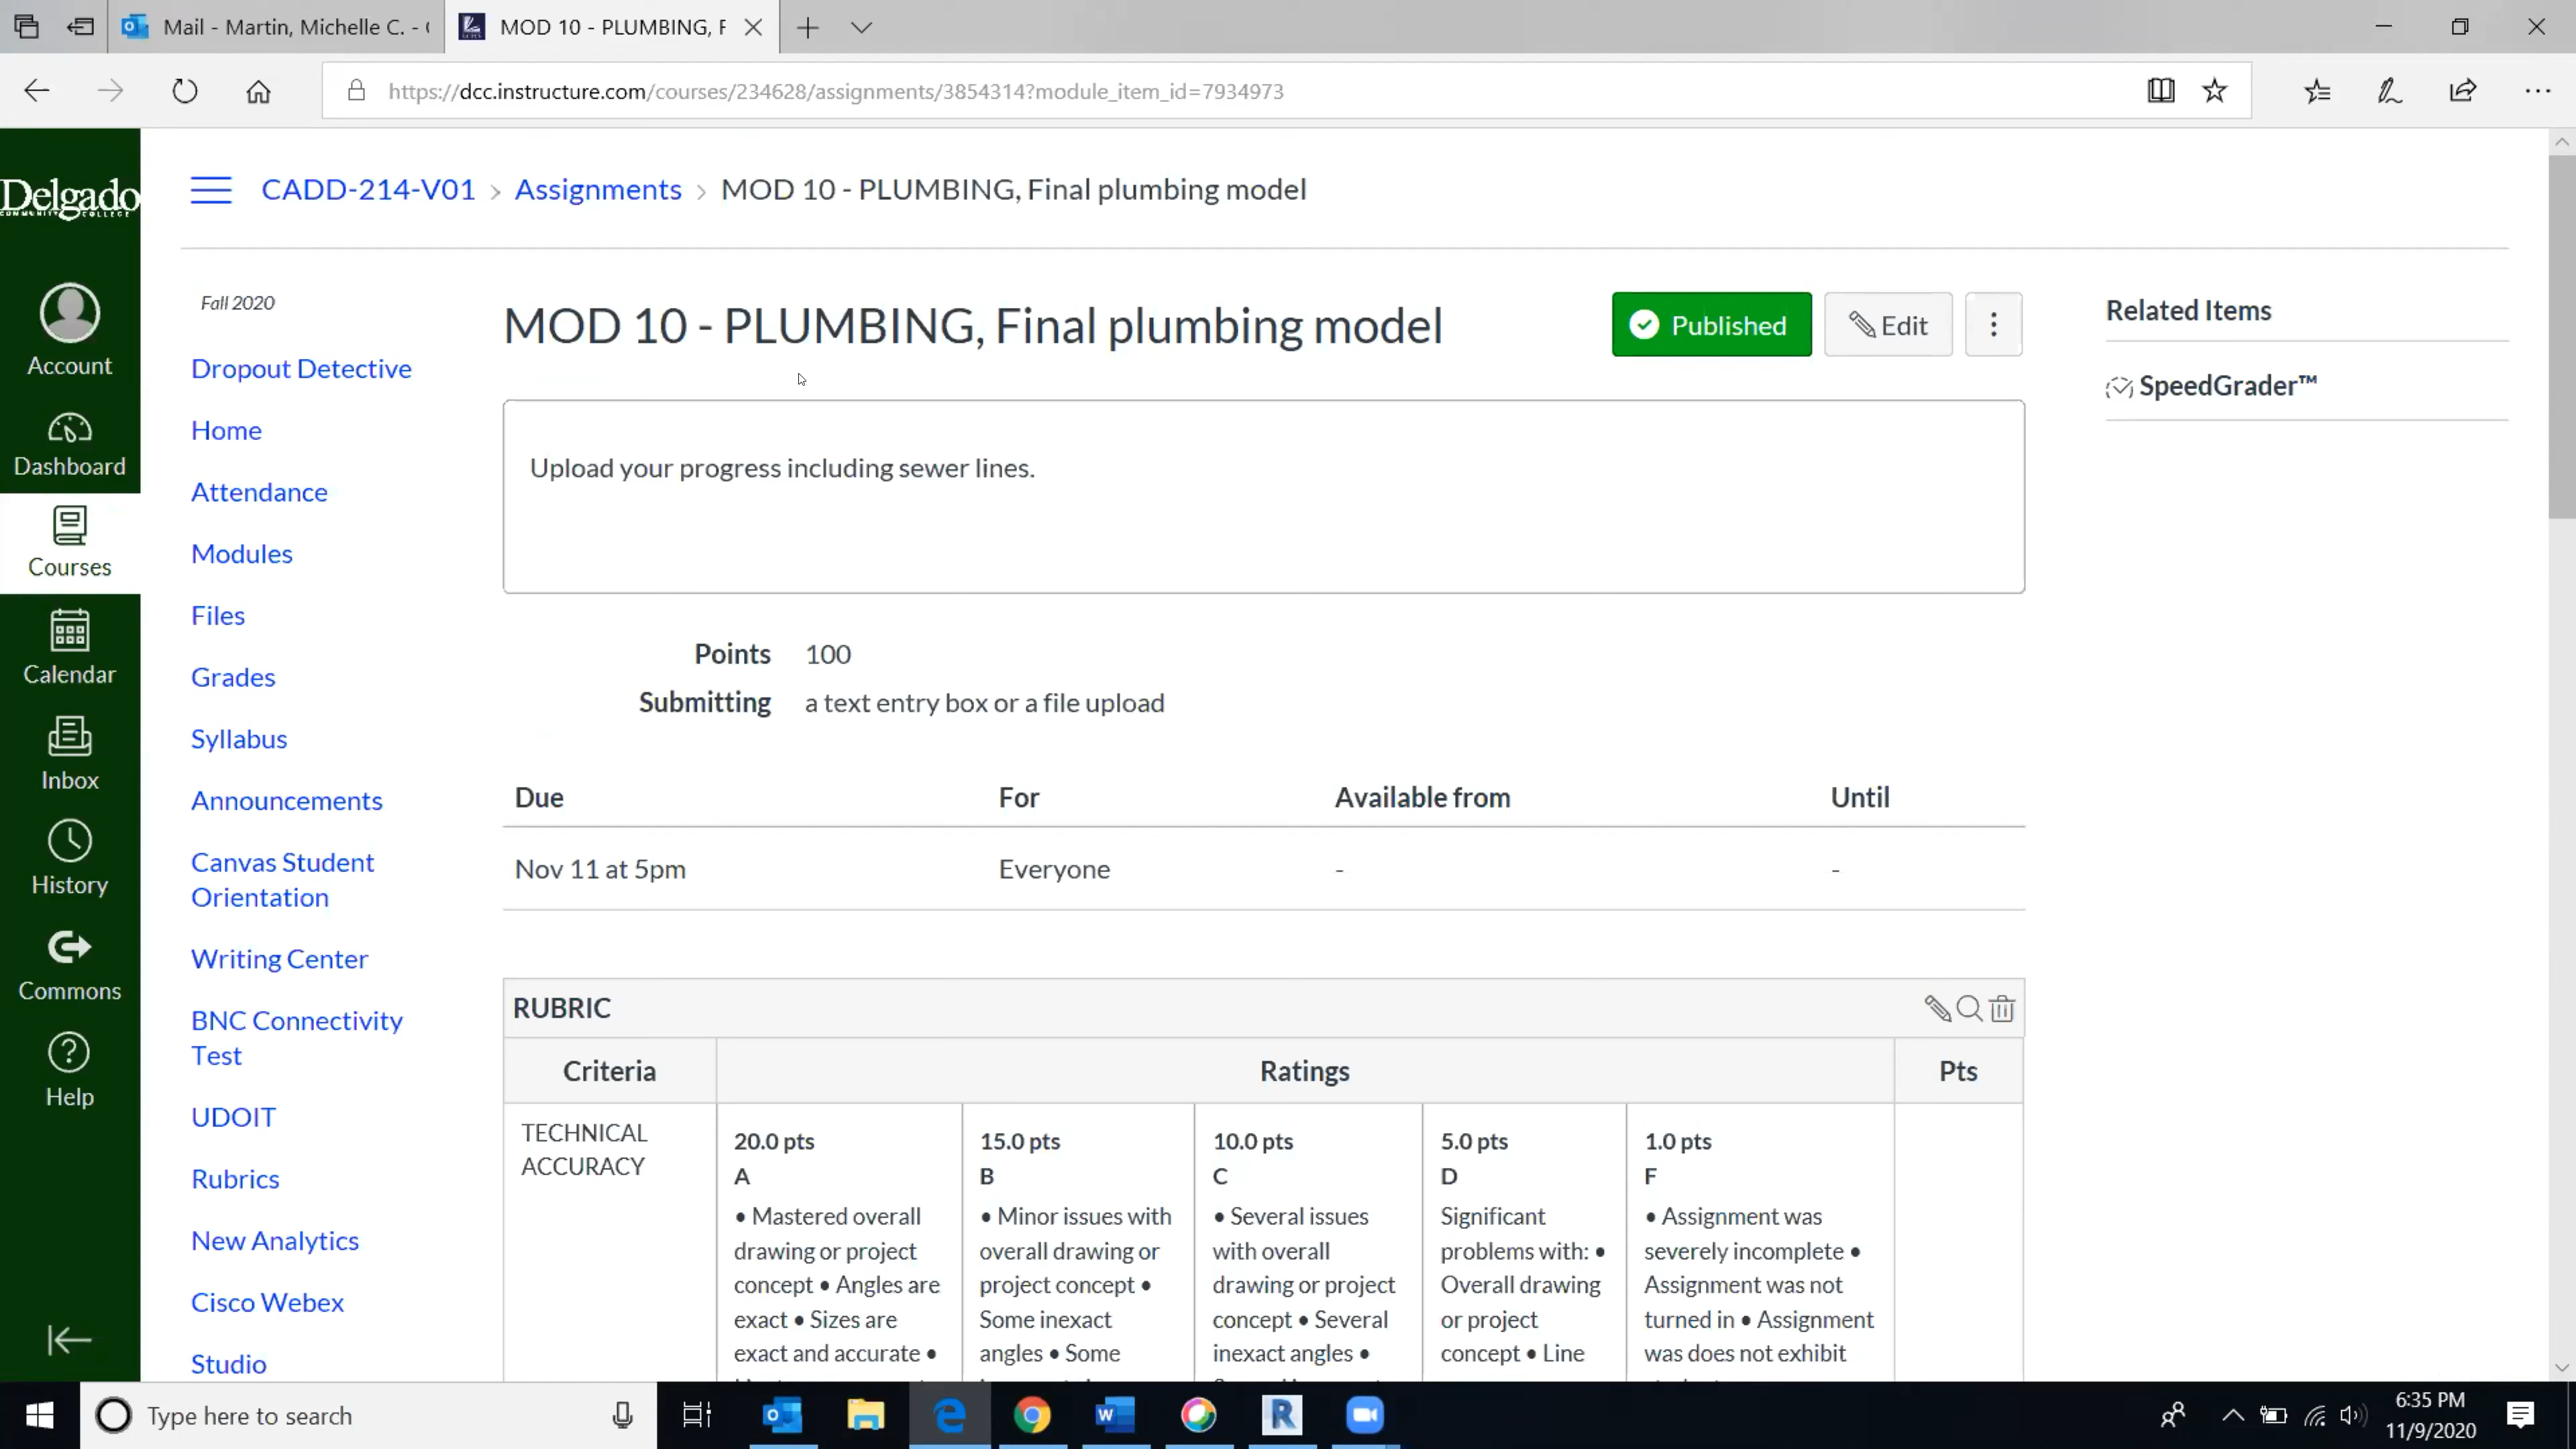 Mail - Martin, Michelle C. - 
MOD 10 - PLUMBING, F
https://dcc.instructure.com/courses/234628/assignments/3854314?module_item_id=7934973
Delgado
COMMUNITY COLLEGE
CADD-214-V01 > Assignments > MOD 10 - PLUMBING, Final plumbing model
Account
Dashboard
Courses
Calendar
Inbox
History
Commons
Help
Fall 2020
Dropout Detective
Home
Attendance
Modules
Files
Grades
Syllabus
Announcements
Canvas Student
Orientation
Writing Center
BNC Connectivity
Test
UDOIT
Rubrics
New Analytics
Cisco Webex
Studio
MOD 10 - PLUMBING, Final plumbing model
Published
Edit
Upload your progress including sewer lines.
Points 100
Submitting a text entry box or a file upload
Due For Available from Until
Nov 11 at 5pm Everyone - -
RUBRIC
Criteria Ratings Pts
TECHNICAL
ACCURACY
20.0 pts
A
• Mastered overall
drawing or project
concept • Angles are
exact • Sizes are
exact and accurate •
15.0 pts
B
• Minor issues with
overall drawing or
project concept •
Some inexact
angles • Some
10.0 pts
C
• Several issues
with overall
drawing or project
concept • Several
inexact angles •
5.0 pts
D
Significant
problems with: •
Overall drawing
or project
concept • Line
1.0 pts
F
• Assignment was
severely incomplete •
Assignment was not
turned in • Assignment
was does not exhibit
Related Items
SpeedGrader™
Type here to search
6:35 PM
11/9/2020